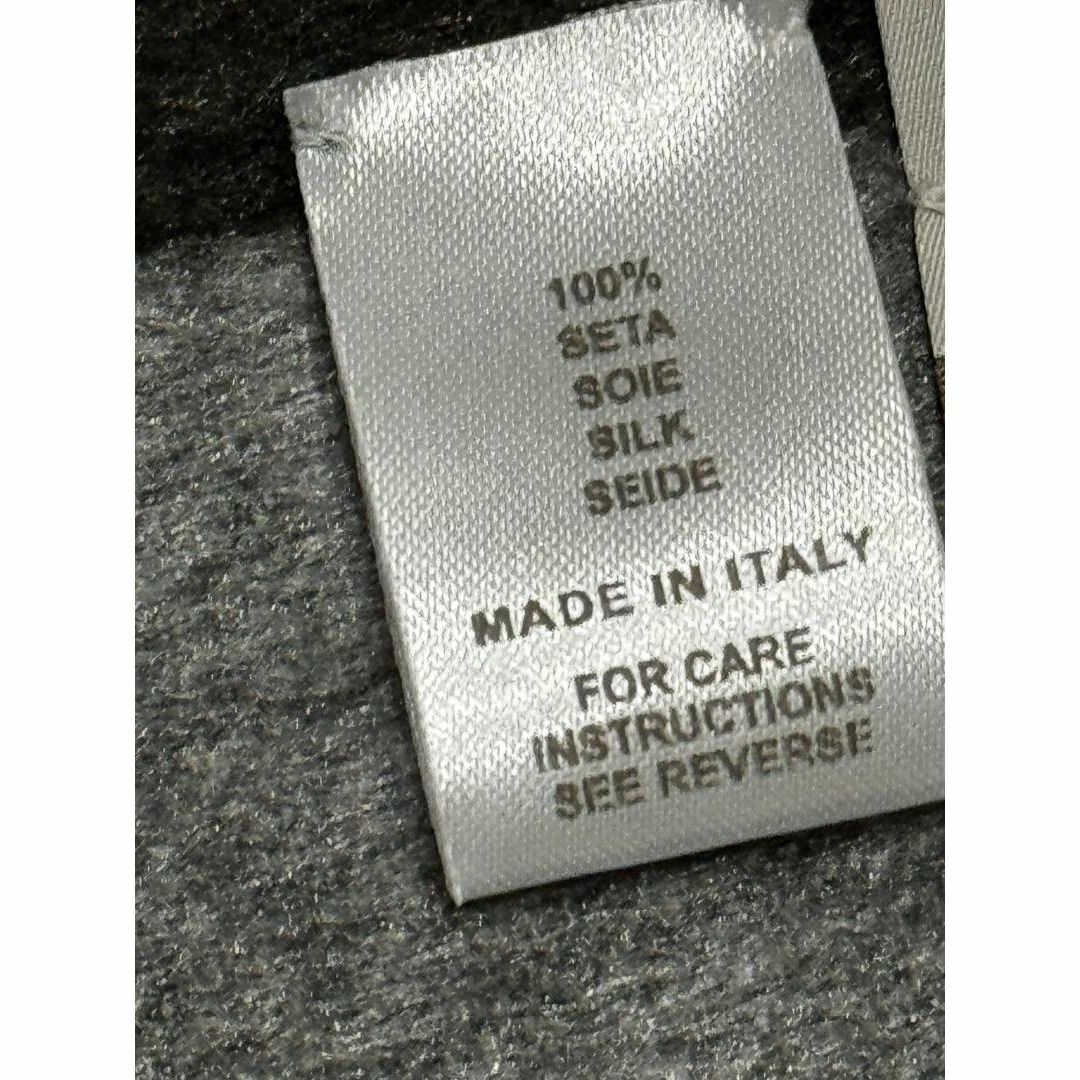 100%
SETA
SOIE
SILK
SEIDE
MADE IN ITALY
FOR CARE
INSTRUCTIONS
SEE REVERSE